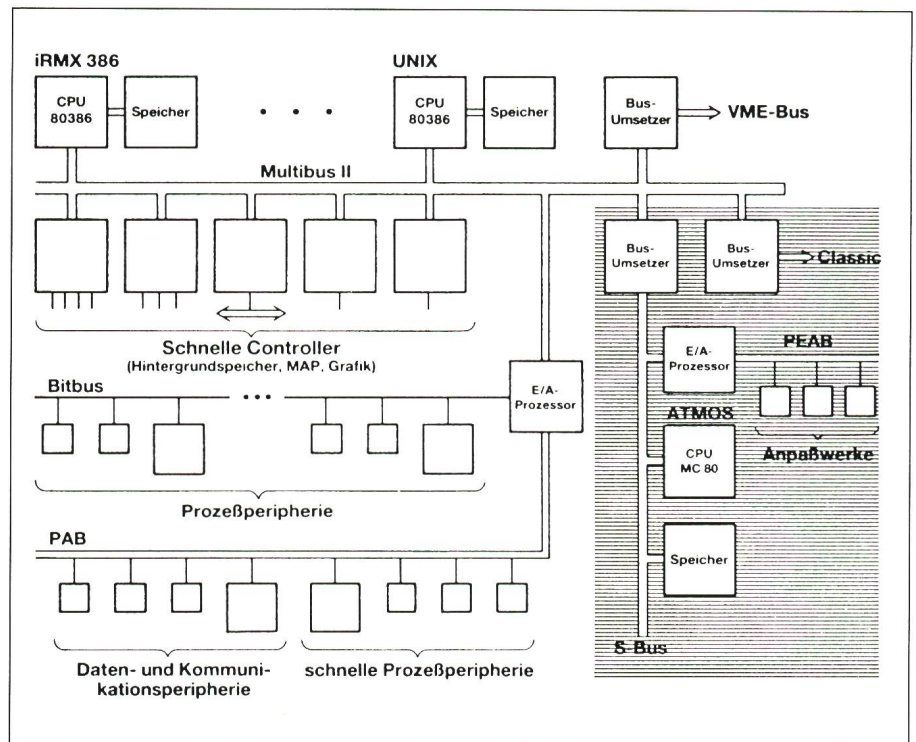 iRMX 386
UNIX
CPU
80386
Speicher
• • •
CPU
80386
Speicher
Bus-
Umsetzer
VME-Bus
Multibus II
Bus-
Umsetzer
Bus-
Umsetzer
Classic
Schnelle Controller
(Hintergrundspeicher, MAP, Grafik)
E/A-
Prozessor
PEAB
Bitbus
• • •
E/A-
Prozessor
ATMOS
CPU
MC 80
Anpaßwerke
Prozeßperipherie
PAB
Speicher
S-Bus
Daten- und Kommuni-
kationsperipherie
schnelle Prozeßperipherie